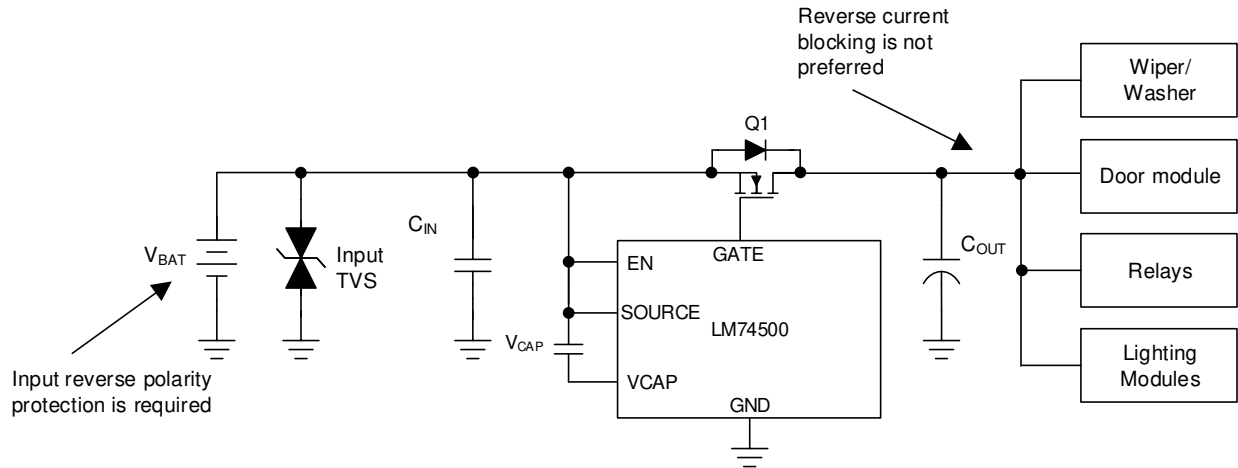 Reverse current
blocking is not
preferred
Wiper/
Washer
Q1
Door module
C_IN
V_BAT
Input
TVS
EN
GATE
C_OUT
Relays
SOURCE
LM74500
V_CAP
VCAP
Lighting
Modules
GND
Input reverse polarity
protection is required